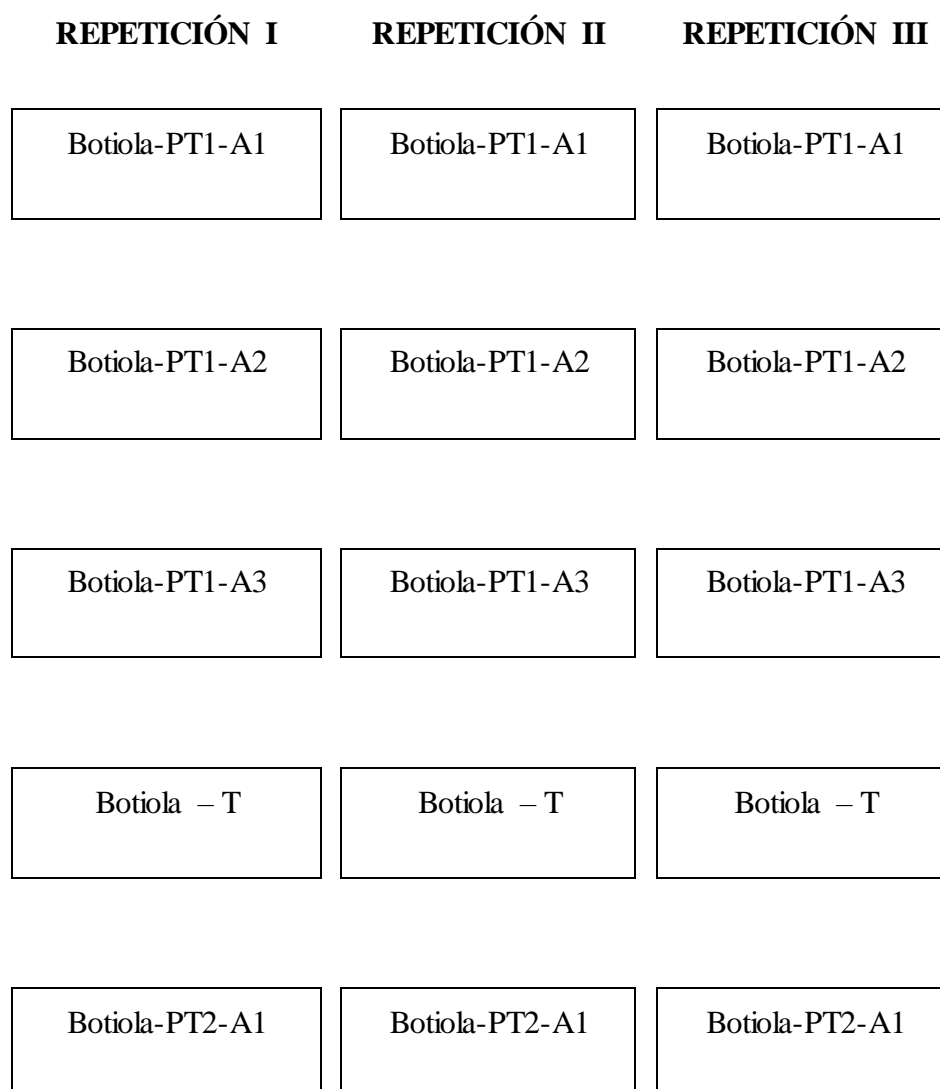 REPETICIÓN I REPETICIÓN II REPETICIÓN III
Botiola-PT1-A1 Botiola-PT1-A1 Botiola-PT1-A1
Botiola-PT1-A2 Botiola-PT1-A2 Botiola-PT1-A2
Botiola-PT1-A3 Botiola-PT1-A3 Botiola-PT1-A3
Botiola – T Botiola – T Botiola – T
Botiola-PT2-A1 Botiola-PT2-A1 Botiola-PT2-A1